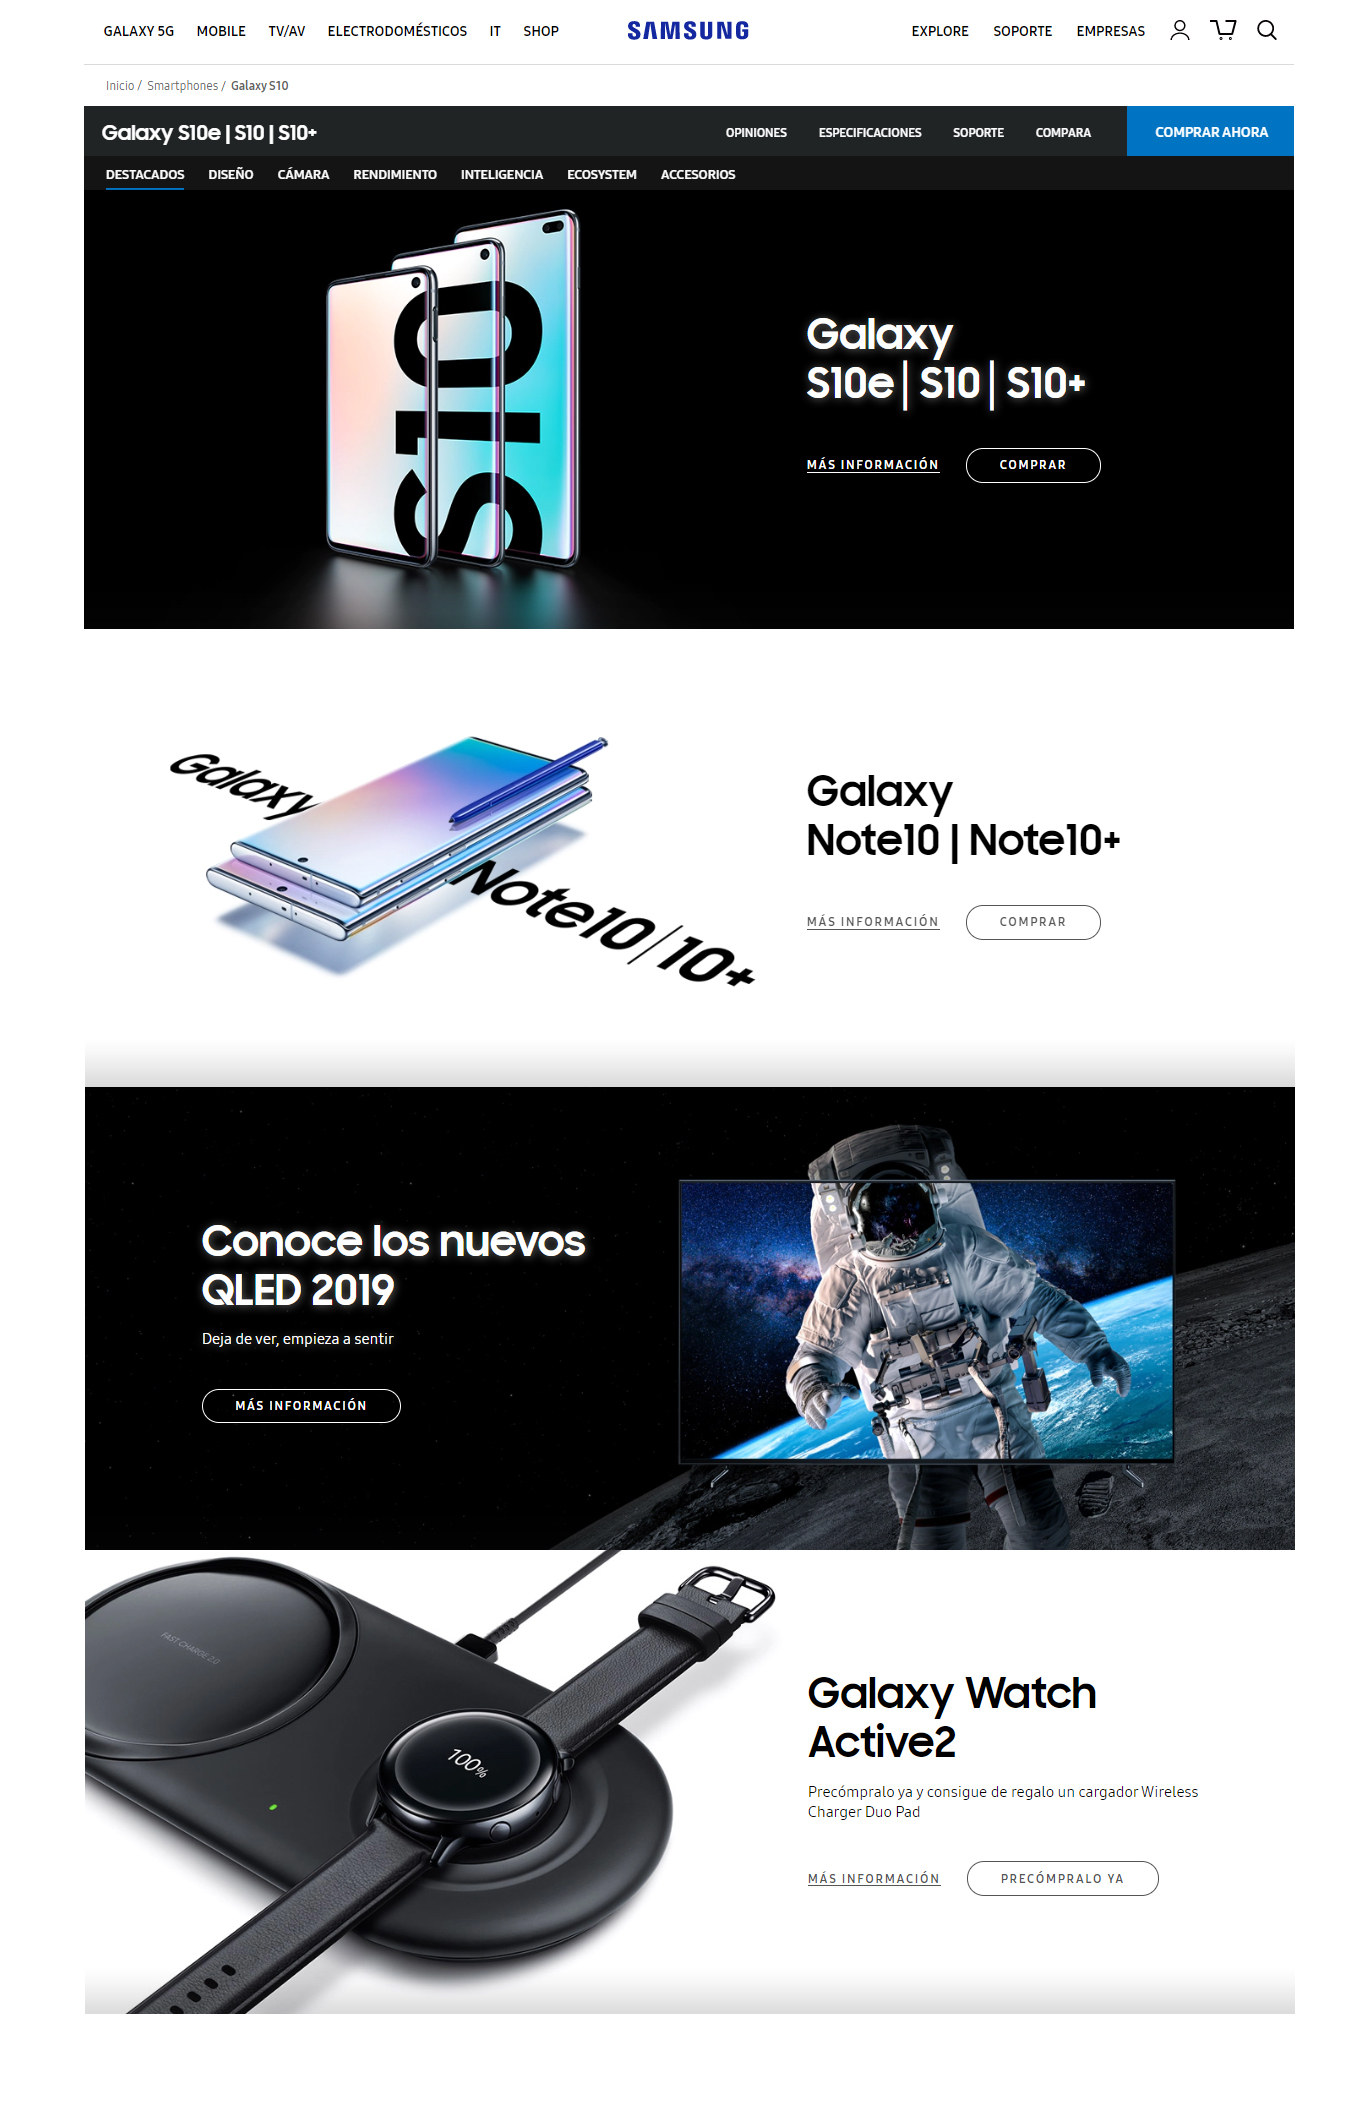 GALAXY 5G MOBILE TV/AV ELECTRODOMÉSTICOS IT SHOP SAMSUNG EXPLORE SOPORTE EMPRESAS
Inicio / Smartphones / Galaxy S10
Galaxy S10e | S10 | S10+ OPINIONES ESPECIFICACIONES SOPORTE COMPARA COMPRAR AHORA
DESTACADOS DISEÑO CÁMARA RENDIMIENTO INTELIGENCIA ECOSYSTEM ACCESORIOS
S10
Galaxy
S10e | S10 | S10+
MÁS INFORMACIÓN COMPRAR
Galaxy
Note10/10+
Galaxy
Note10 | Note10+
MÁS INFORMACIÓN COMPRAR
Conoce los nuevos
QLED 2019
Deja de ver, empieza a sentir
MÁS INFORMACIÓN
FAST CHARGE 2.0
100%
Galaxy Watch
Active2
Precómpralo ya y consigue de regalo un cargador Wireless
Charger Duo Pad
MÁS INFORMACIÓN PRECÓMPRALO YA